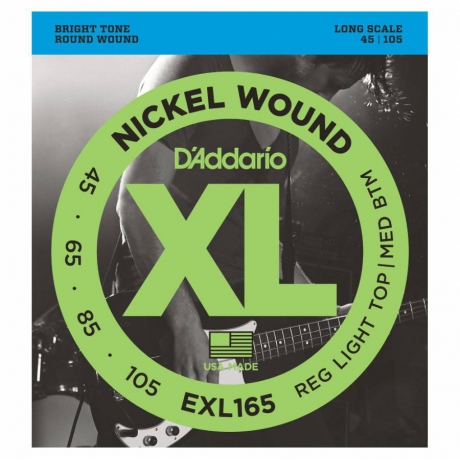 BRIGHT TONE
ROUND WOUND
LONG SCALE
45 | 105
NICKEL WOUND
D'Addario
XL
45 • 65 • 85 • 105
REG LIGHT TOP | MED BTM
USA MADE
EXL165